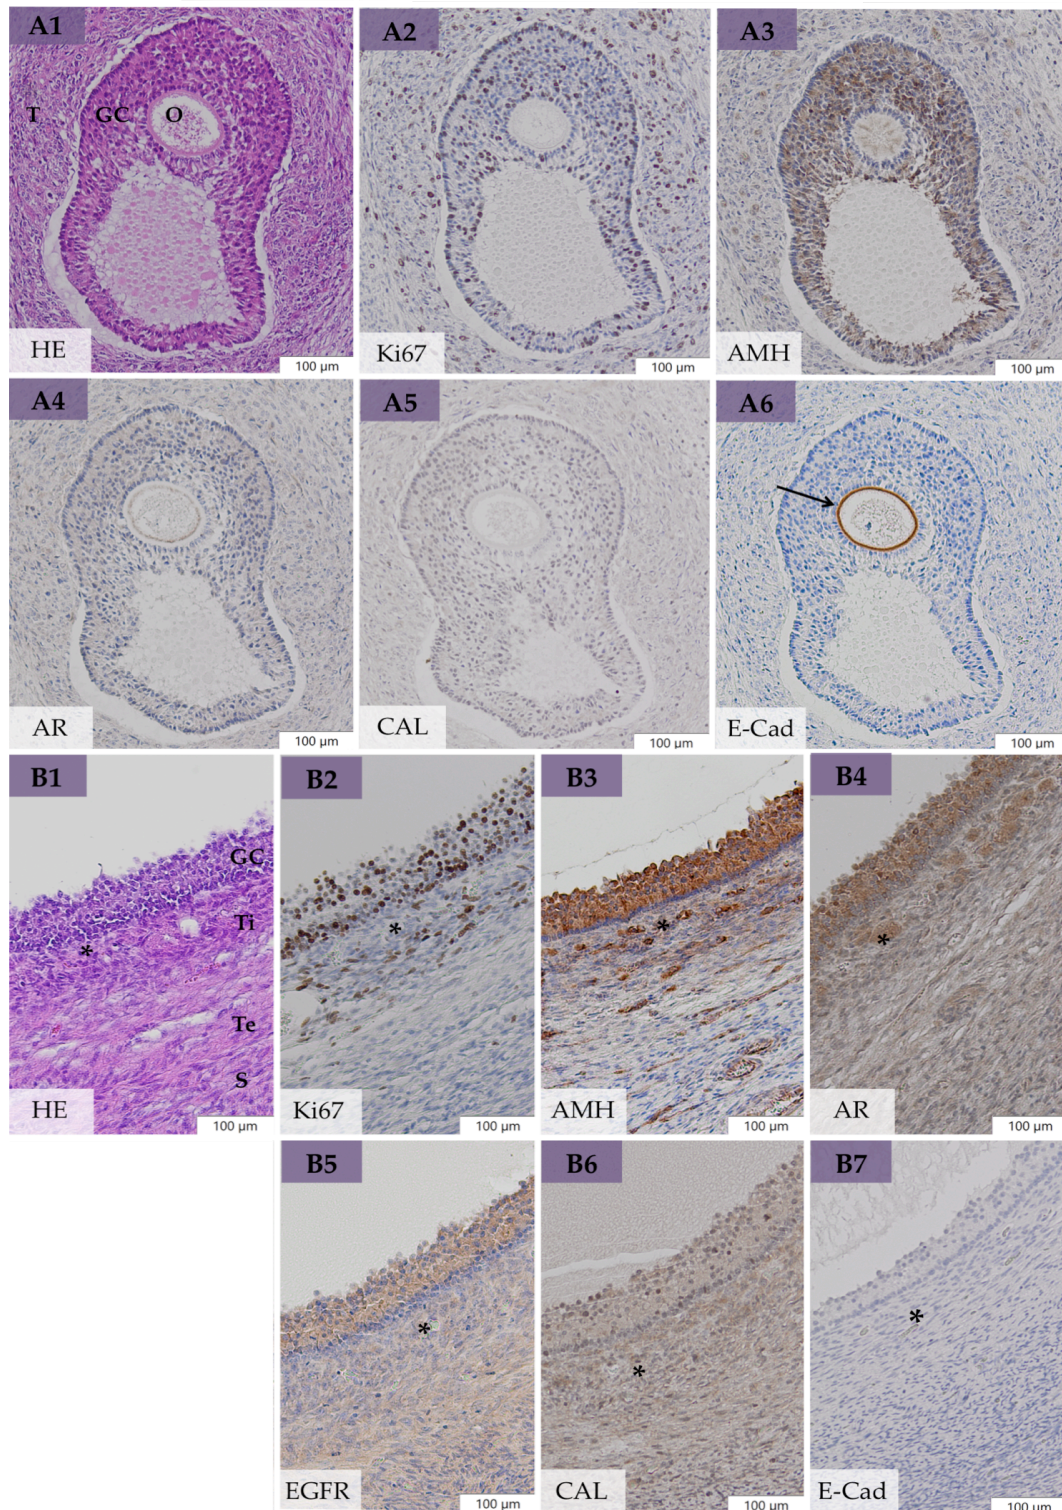 A1
A2
A3
T
GC
O
HE
100 µm
Ki67
100 µm
AMH
100 µm
A4
A5
A6
AR
100 µm
CAL
100 µm
E-Cad
100 µm
B1
B2
B3
B4
GC
Ti
*
*
*
*
Te
S
HE
100 µm
Ki67
100 µm
AMH
100 µm
AR
100 µm
B5
B6
B7
*
*
*
EGFR
100 µm
CAL
100 µm
E-Cad
100 µm